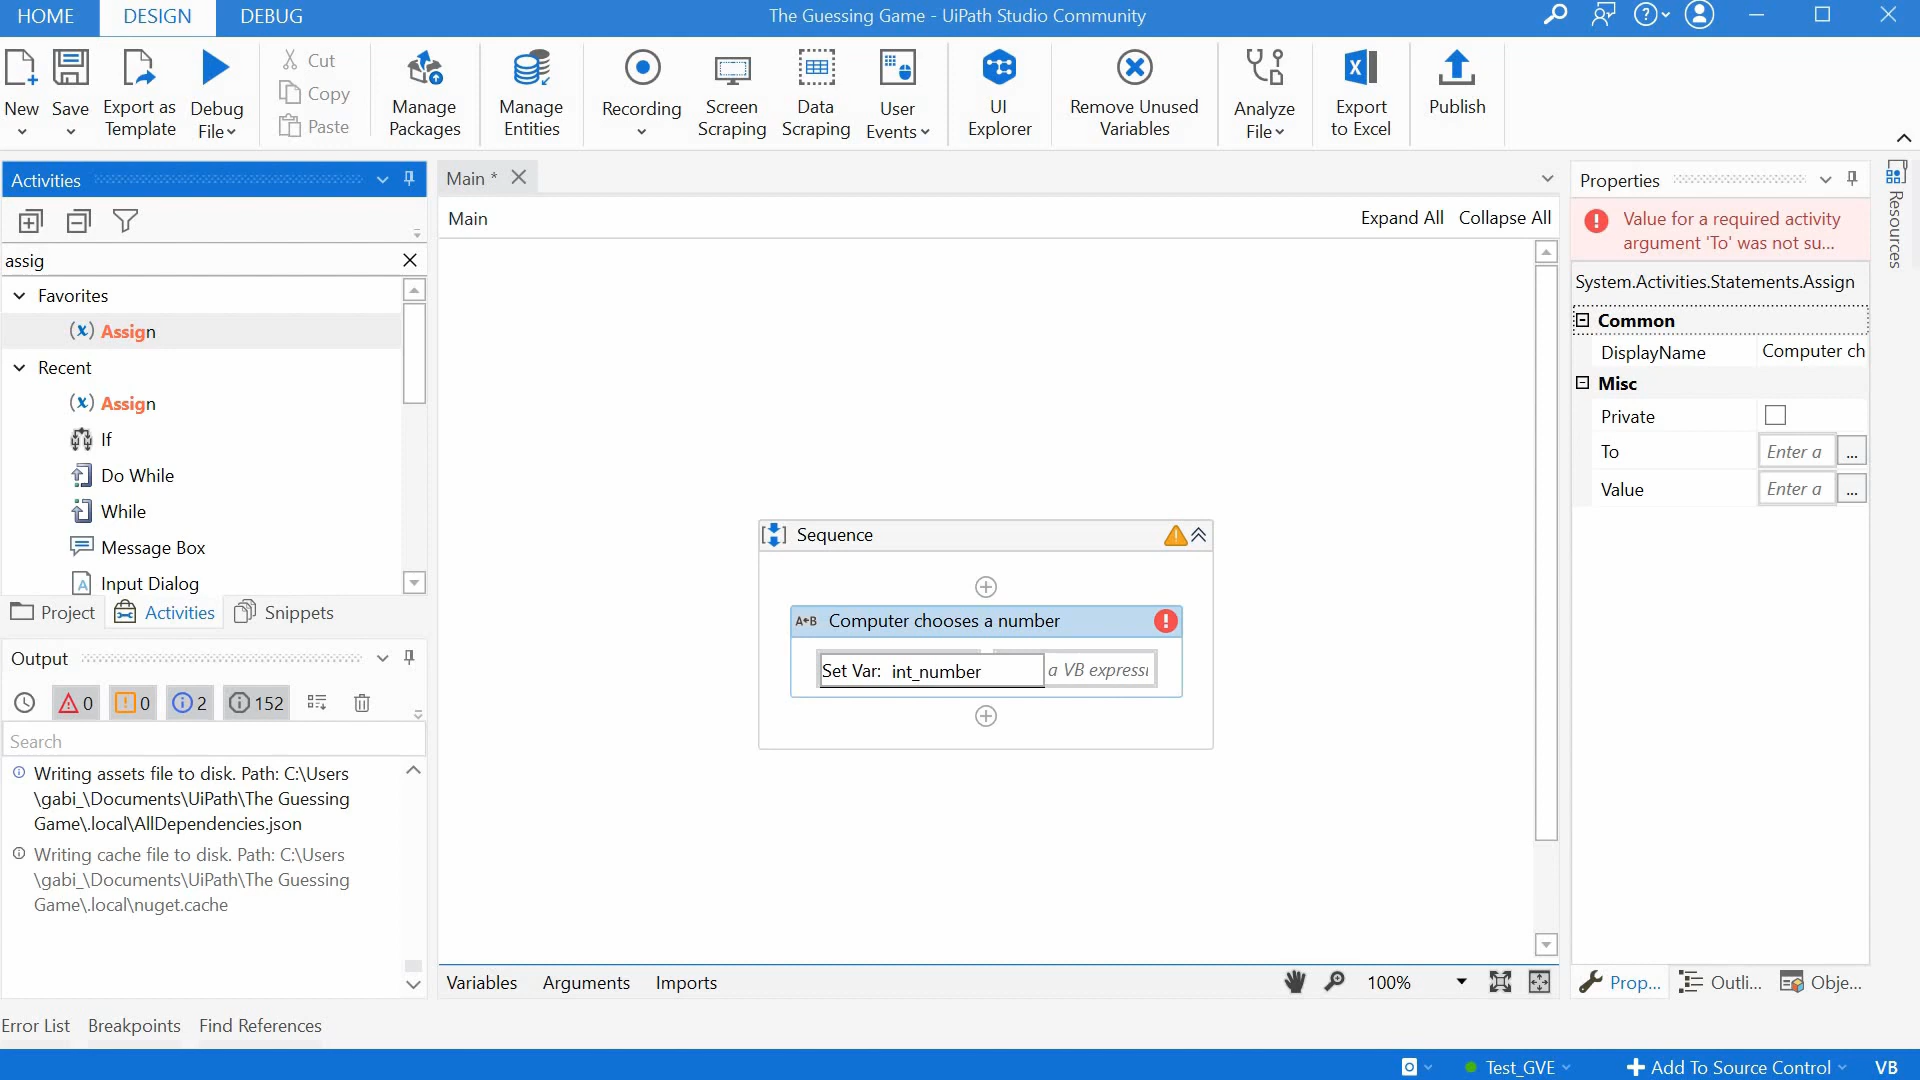 HOME DESIGN DEBUG
The Guessing Game - UiPath Studio Community
New
Save
Export as
Template
Debug
File
Cut
Copy
Paste
Manage
Packages
Manage
Entities
Recording
Screen
Scraping
Data
Scraping
User
Events
UI
Explorer
Remove Unused
Variables
Analyze
File
Export
to Excel
Publish
Activities
assig
Favorites
(x) Assign
Recent
(x) Assign
If
Do While
While
Message Box
A Input Dialog
Project Activities Snippets
Output
0 0 2 152
Search
Writing assets file to disk. Path: C:\Users
\gabi_\Documents\UiPath\The Guessing
Game\.local\AllDependencies.json
Writing cache file to disk. Path: C:\Users
\gabi_\Documents\UiPath\The Guessing
Game\.local\nuget.cache
Error List Breakpoints Find References
Main *
Main
Expand All Collapse All
Sequence
A B Computer chooses a number
Set Var: int_number
a VB expressi
Variables Arguments Imports
100%
Properties
Value for a required activity
argument 'To' was not su...
System.Activities.Statements.Assign
Common
DisplayName Computer ch
Misc
Private
To Enter a ...
Value Enter a ...
Prop... Outli... Obje...
Resources
Test_GVE
Add To Source Control
VB